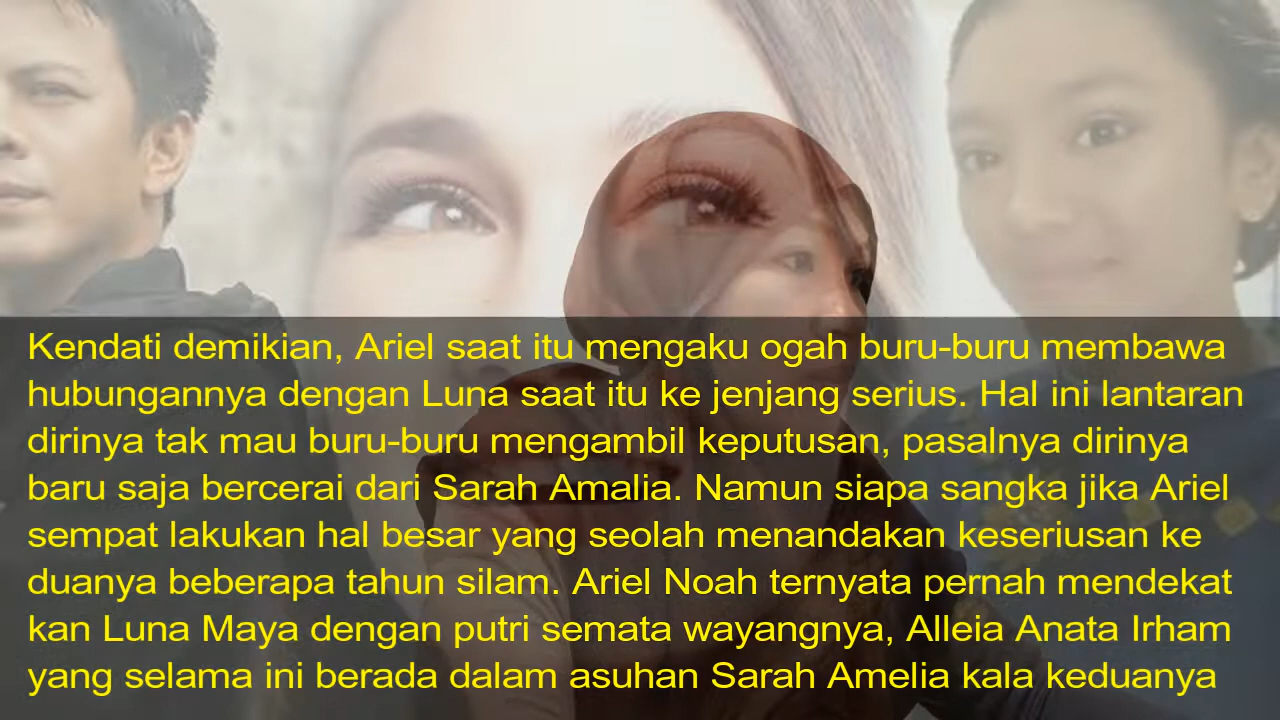 Kendati demikian, Ariel saat itu mengaku ogah buru-buru membawa
hubungannya dengan Luna saat itu ke jenjang serius. Hal ini lantaran
dirinya tak mau buru-buru mengambil keputusan, pasalnya dirinya
baru saja bercerai dari Sarah Amalia. Namun siapa sangka jika Ariel
sempat lakukan hal besar yang seolah menandakan keseriusan ke
duanya beberapa tahun silam. Ariel Noah ternyata pernah mendekat
kan Luna Maya dengan putri semata wayangnya, Alleia Anata Irham
yang selama ini berada dalam asuhan Sarah Amelia kala keduanya